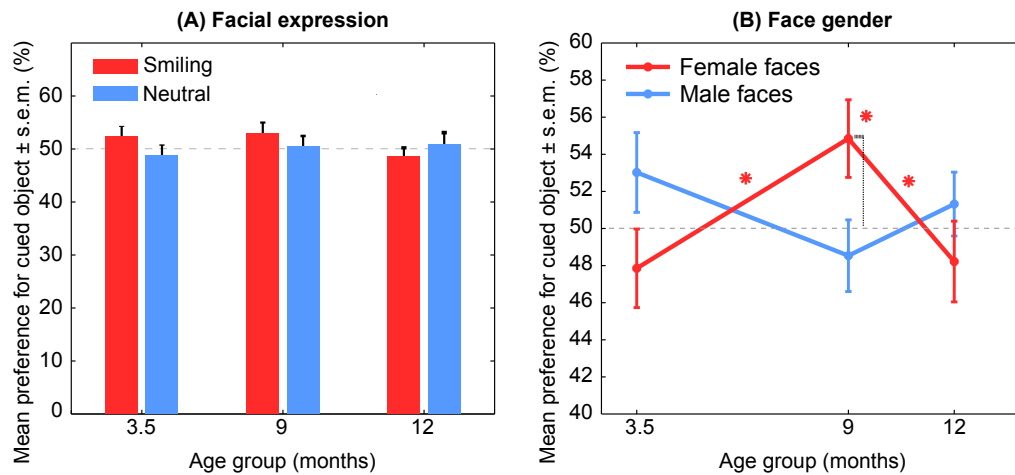 (A) Facial expression
Mean preference for cued object ± s.e.m. (%)
60
50
40
30
20
10
0
Smiling
Neutral
3.5
9
12
Age group (months)
(B) Face gender
Mean preference for cued object ± s.e.m. (%)
60
58
56
54
52
50
48
46
44
42
40
Female faces
Male faces
*
*
*
3.5
9
12
Age group (months)